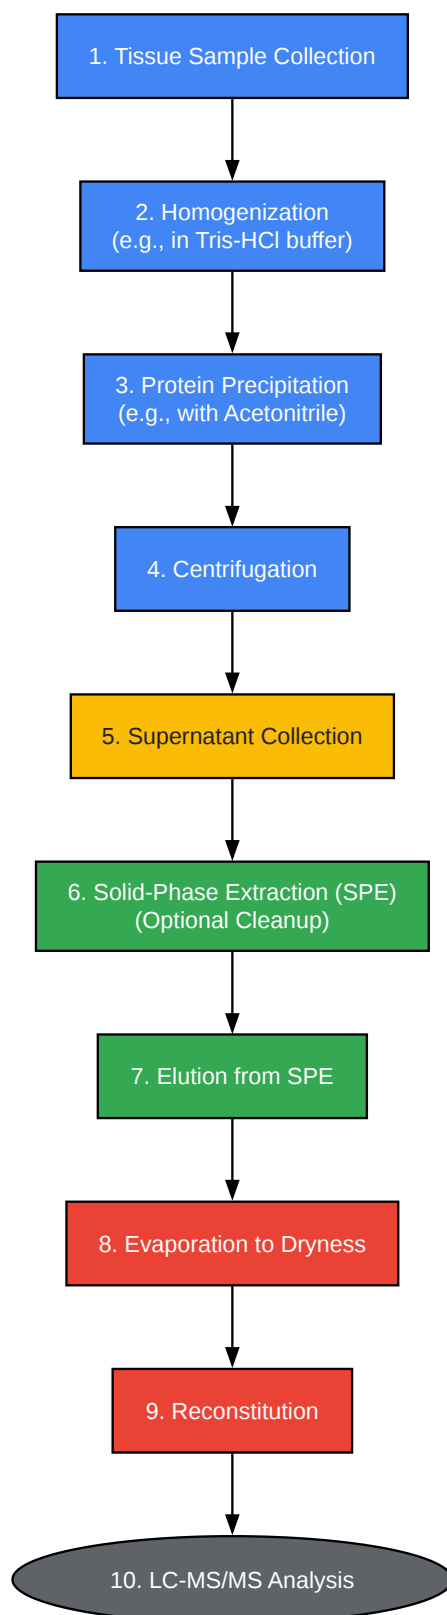 1. Tissue Sample Collection
2. Homogenization
(e.g., in Tris-HCl buffer)
3. Protein Precipitation
(e.g., with Acetonitrile)
4. Centrifugation
5. Supernatant Collection
6. Solid-Phase Extraction (SPE)
(Optional Cleanup)
7. Elution from SPE
8. Evaporation to Dryness
9. Reconstitution
10. LC-MS/MS Analysis